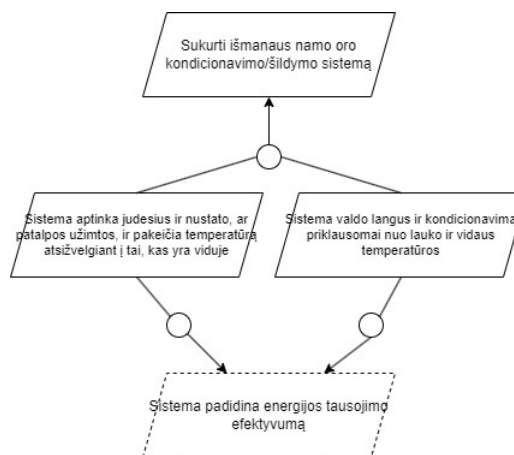 Sukurti išmanaus namo oro
kondicionavimo/šildymo sistemą
Sistema aptinka judesius ir nustato, ar
patalpos užimtos, ir pakeičia temperatūrą
atsižvelgiant į tai, kas yra viduje
Sistema valdo langus ir kondicionavimą
priklausomai nuo lauko ir vidaus
temperatūros
Sistema padidina energijos tausojimo
efektyvumą